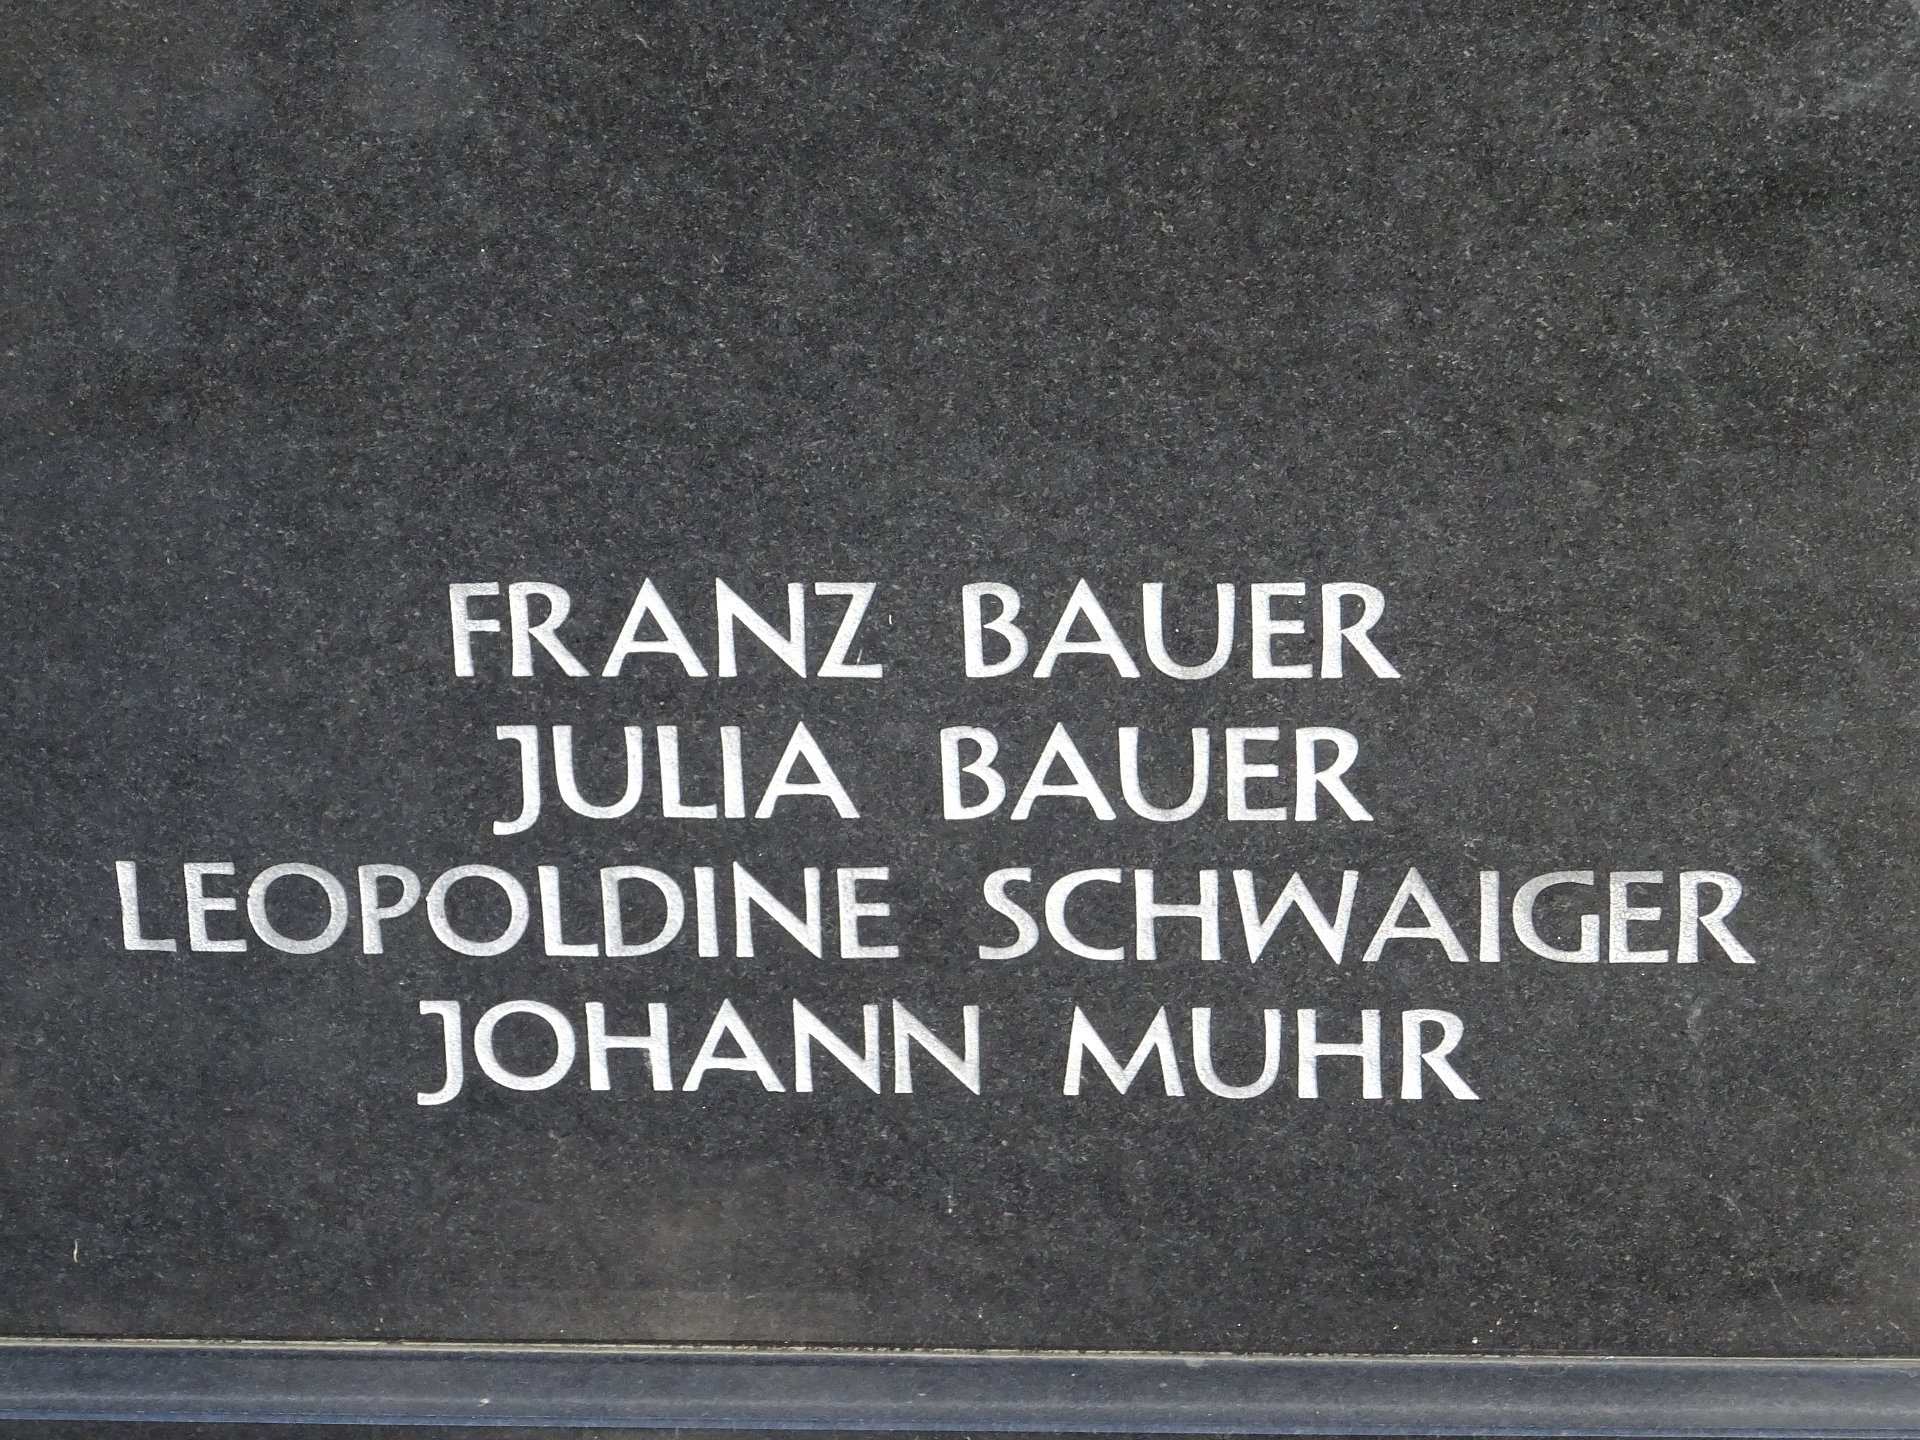 FRANZ BAUER
JULIA BAUER
LEOPOLDINE SCHWAIGER
JOHANN MUHR